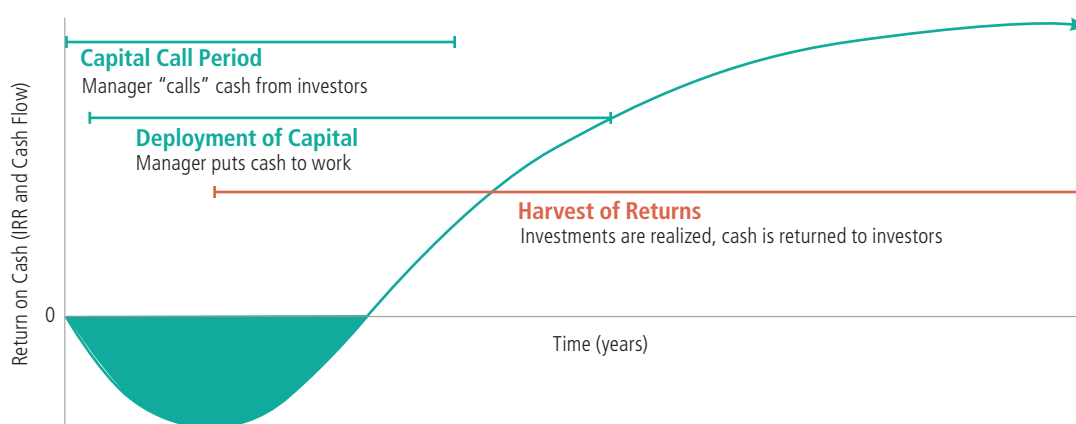 Capital Call Period
Manager “calls” cash from investors
Deployment of Capital
Manager puts cash to work
Harvest of Returns
Investments are realized, cash is returned to investors
Return on Cash (IRR and Cash Flow)
0
Time (years)